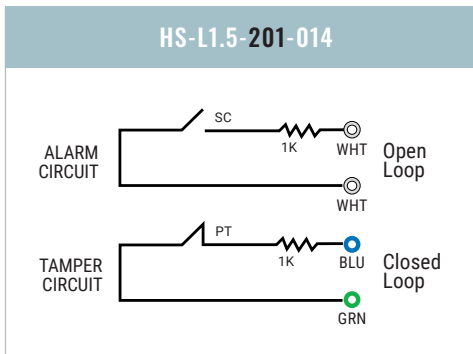 HS-L1.5-201-014
SC
1K
WHT
Open
Loop
ALARM
CIRCUIT
WHT
PT
1K
BLU
Closed
Loop
TAMPER
CIRCUIT
GRN